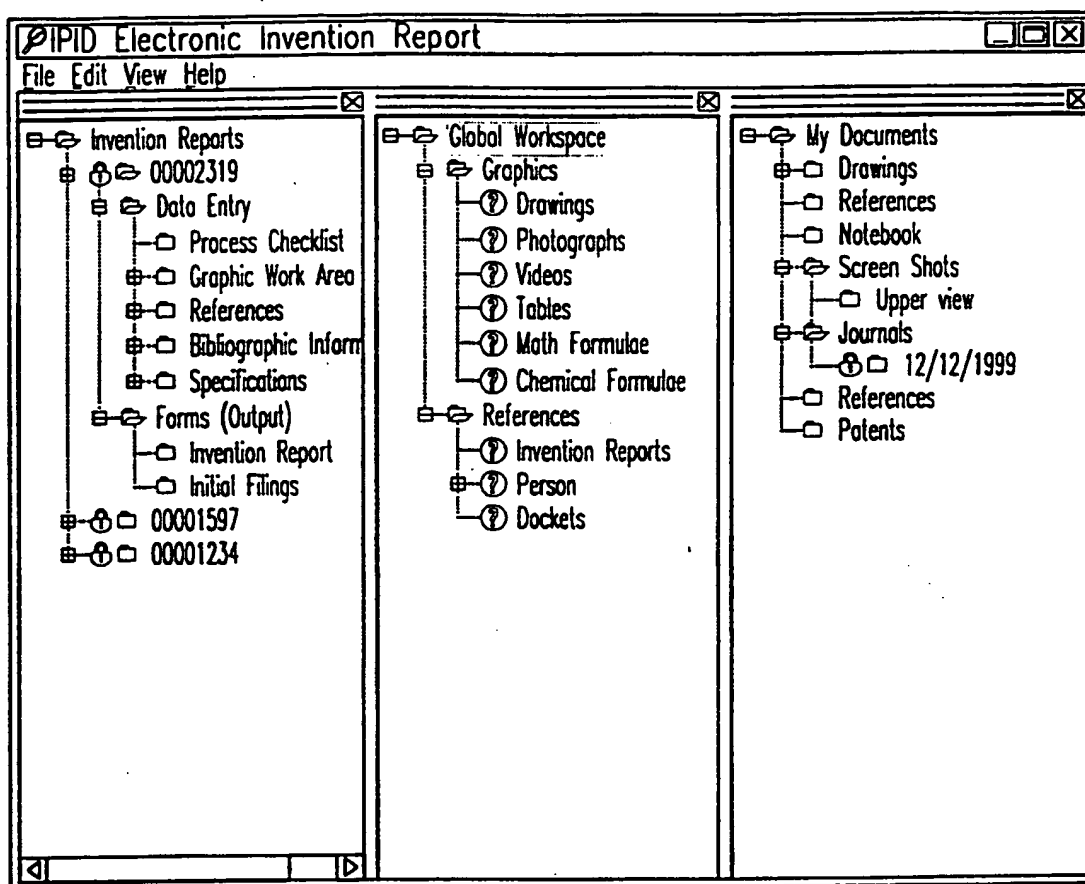 IPID Electronic Invention Report
File Edit View Help
Invention Reports
00002319
Data Entry
Process Checklist
Graphic Work Area
References
Bibliographic Inform
Specifications
Forms (Output)
Invention Report
Initial Filings
00001597
00001234
Global Workspace
Graphics
Drawings
Photographs
Videos
Tables
Math Formulae
Chemical Formulae
References
Invention Reports
Person
Dockets
My Documents
Drawings
References
Notebook
Screen Shots
Upper view
Journals
12/12/1999
References
Patents